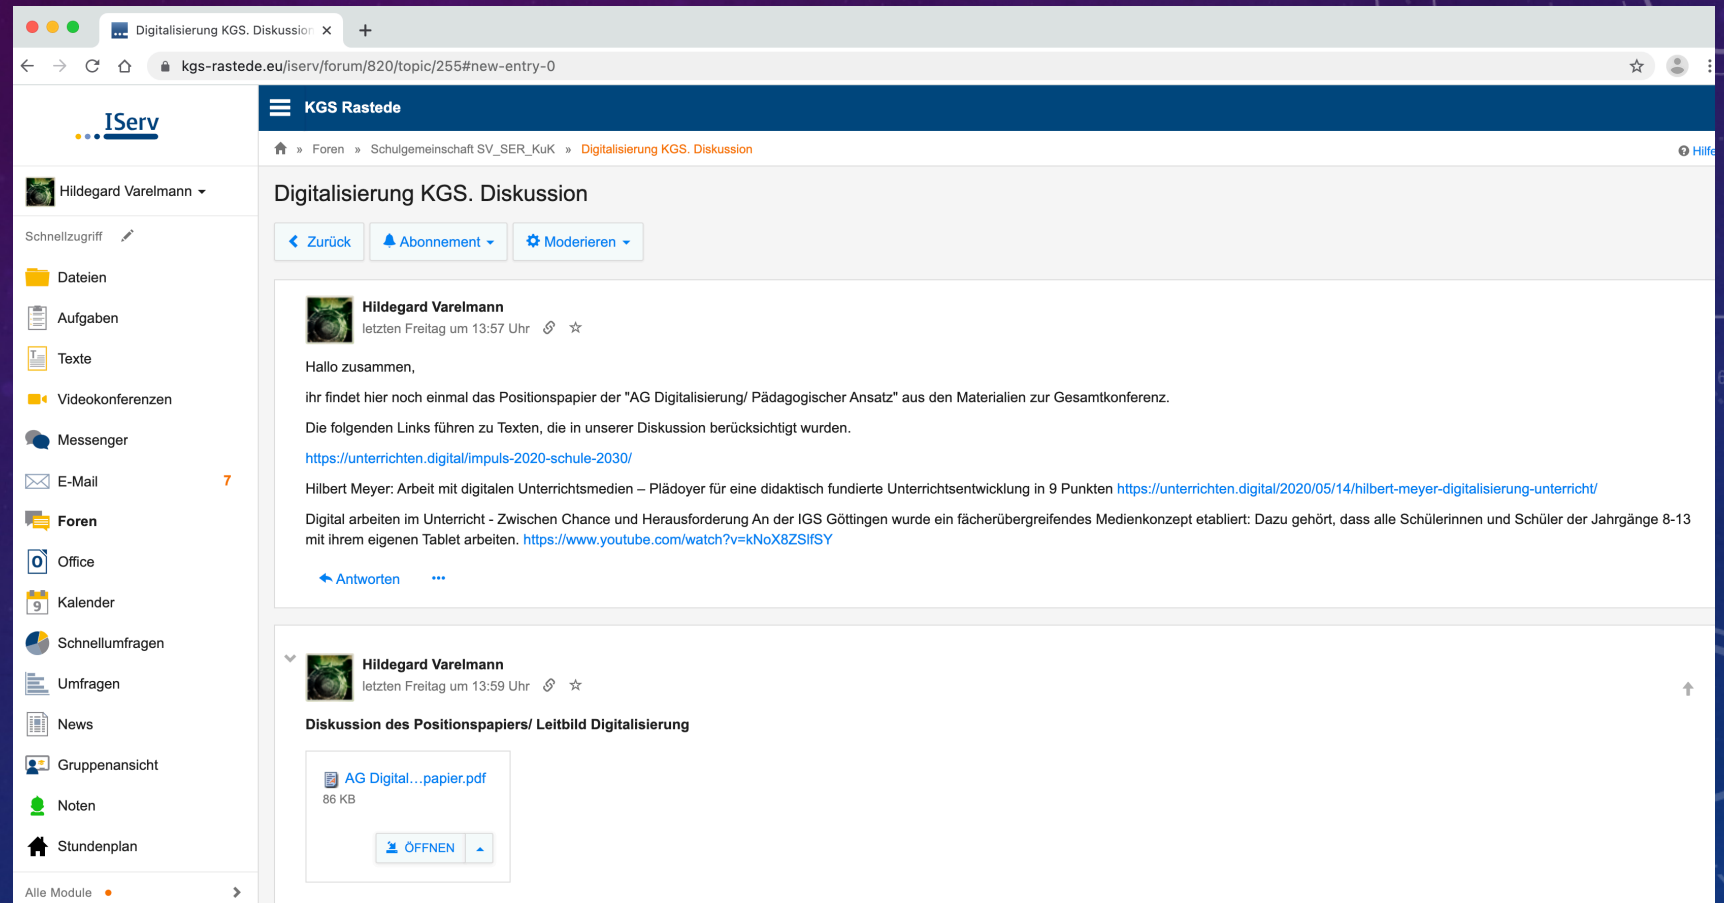 Digitalisierung KGS. Diskussion
kgs-rastede.eu/iserv/forum/820/topic/255#new-entry-0
IServ
KGS Rastede
» Foren » Schulgemeinschaft SV_SER_KuK » Digitalisierung KGS. Diskussion
Hilfe
Hildegard Varelmann
Schnellzugriff
Dateien
Aufgaben
Texte
Videokonferenzen
Messenger
E-Mail 7
Foren
Office
Kalender
Schnellumfragen
Umfragen
News
Gruppenansicht
Noten
Stundenplan
Alle Module
Digitalisierung KGS. Diskussion
Zurück Abonnement Moderieren
Hildegard Varelmann
letzten Freitag um 13:57 Uhr
Hallo zusammen,
ihr findet hier noch einmal das Positionspapier der "AG Digitalisierung/ Pädagogischer Ansatz" aus den Materialien zur Gesamtkonferenz.
Die folgenden Links führen zu Texten, die in unserer Diskussion berücksichtigt wurden.
https://unterrichten.digital/impuls-2020-schule-2030/
Hilbert Meyer: Arbeit mit digitalen Unterrichtsmedien – Plädoyer für eine didaktisch fundierte Unterrichtsentwicklung in 9 Punkten https://unterrichten.digital/2020/05/14/hilbert-meyer-digitalisierung-unterricht/
Digital arbeiten im Unterricht - Zwischen Chance und Herausforderung An der IGS Göttingen wurde ein fächerübergreifendes Medienkonzept etabliert: Dazu gehört, dass alle Schülerinnen und Schüler der Jahrgänge 8-13
mit ihrem eigenen Tablet arbeiten. https://www.youtube.com/watch?v=kNoX8ZSlfSY
Antworten
Hildegard Varelmann
letzten Freitag um 13:59 Uhr
Diskussion des Positionspapiers/ Leitbild Digitalisierung
AG Digital…papier.pdf
86 KB
ÖFFNEN